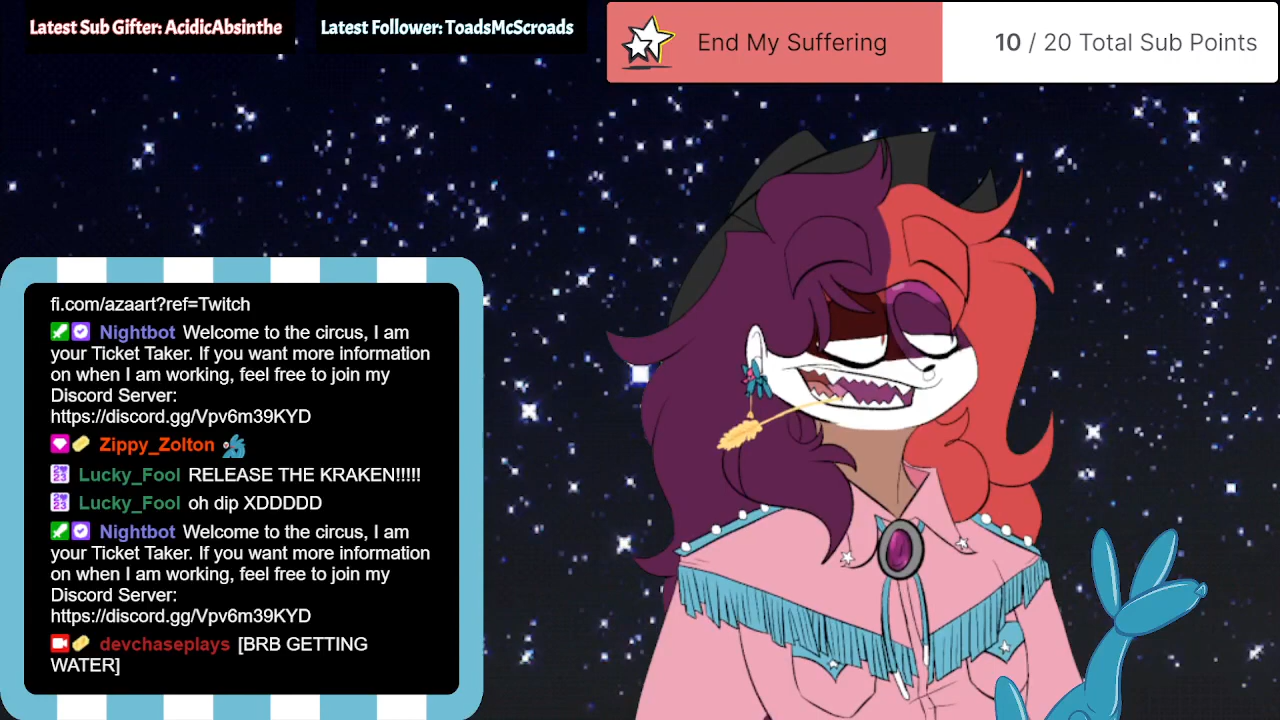 Latest Sub Gifter: AcidicAbsinthe
Latest Follower: ToadsMcScroads
End My Suffering
10 / 20 Total Sub Points
fi.com/azaart?ref=Twitch
Nightbot Welcome to the circus, I am
your Ticket Taker. If you want more information
on when I am working, feel free to join my
Discord Server:
https://discord.gg/Vpv6m39KYD
Zippy_Zolton
Lucky_Fool RELEASE THE KRAKEN!!!!!
Lucky_Fool oh dip XDDDDD
Nightbot Welcome to the circus, I am
your Ticket Taker. If you want more information
on when I am working, feel free to join my
Discord Server:
https://discord.gg/Vpv6m39KYD
devchaseplays [BRB GETTING
WATER]